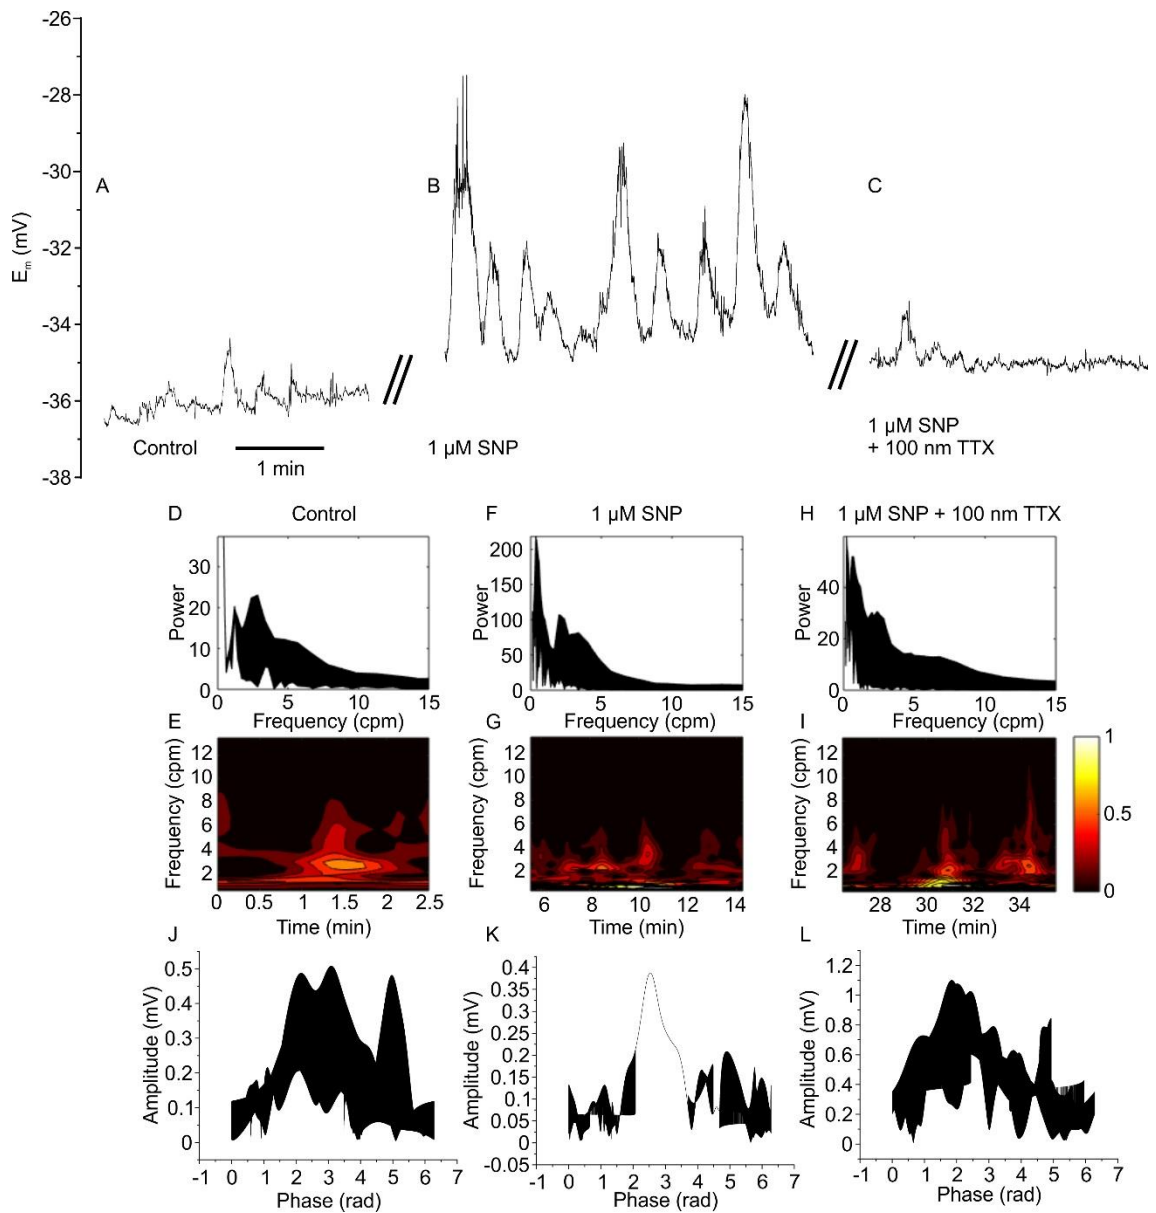 -26
-28
-30
-32
-34
-36
-38
Em (mV)
A
B
C
Control
1 min
1 µM SNP
1 µM SNP
+ 100 nm TTX
D
Control
F
1 µM SNP
H
1 µM SNP + 100 nm TTX
30
20
10
0
Power
0 5 10 15
Frequency (cpm)
200
150
100
50
0
Power
0 5 10 15
Frequency (cpm)
40
20
0
Power
0 5 10 15
Frequency (cpm)
E
12
10
8
6
4
2
Frequency (cpm)
0 0.5 1 1.5 2 2.5
Time (min)
G
12
10
8
6
4
2
Frequency (cpm)
6 8 10 12 14
Time (min)
I
12
10
8
6
4
2
Frequency (cpm)
28 30 32 34
Time (min)
1
0.5
0
J
0.5
0.4
0.3
0.2
0.1
0
Amplitude (mV)
-1 0 1 2 3 4 5 6 7
Phase (rad)
K
0.4
0.35
0.3
0.25
0.2
0.15
0.1
0.05
0
-0.05
Amplitude (mV)
-1 0 1 2 3 4 5 6 7
Phase (rad)
L
1.2
1
0.8
0.6
0.4
0.2
0
Amplitude (mV)
-1 0 1 2 3 4 5 6 7
Phase (rad)